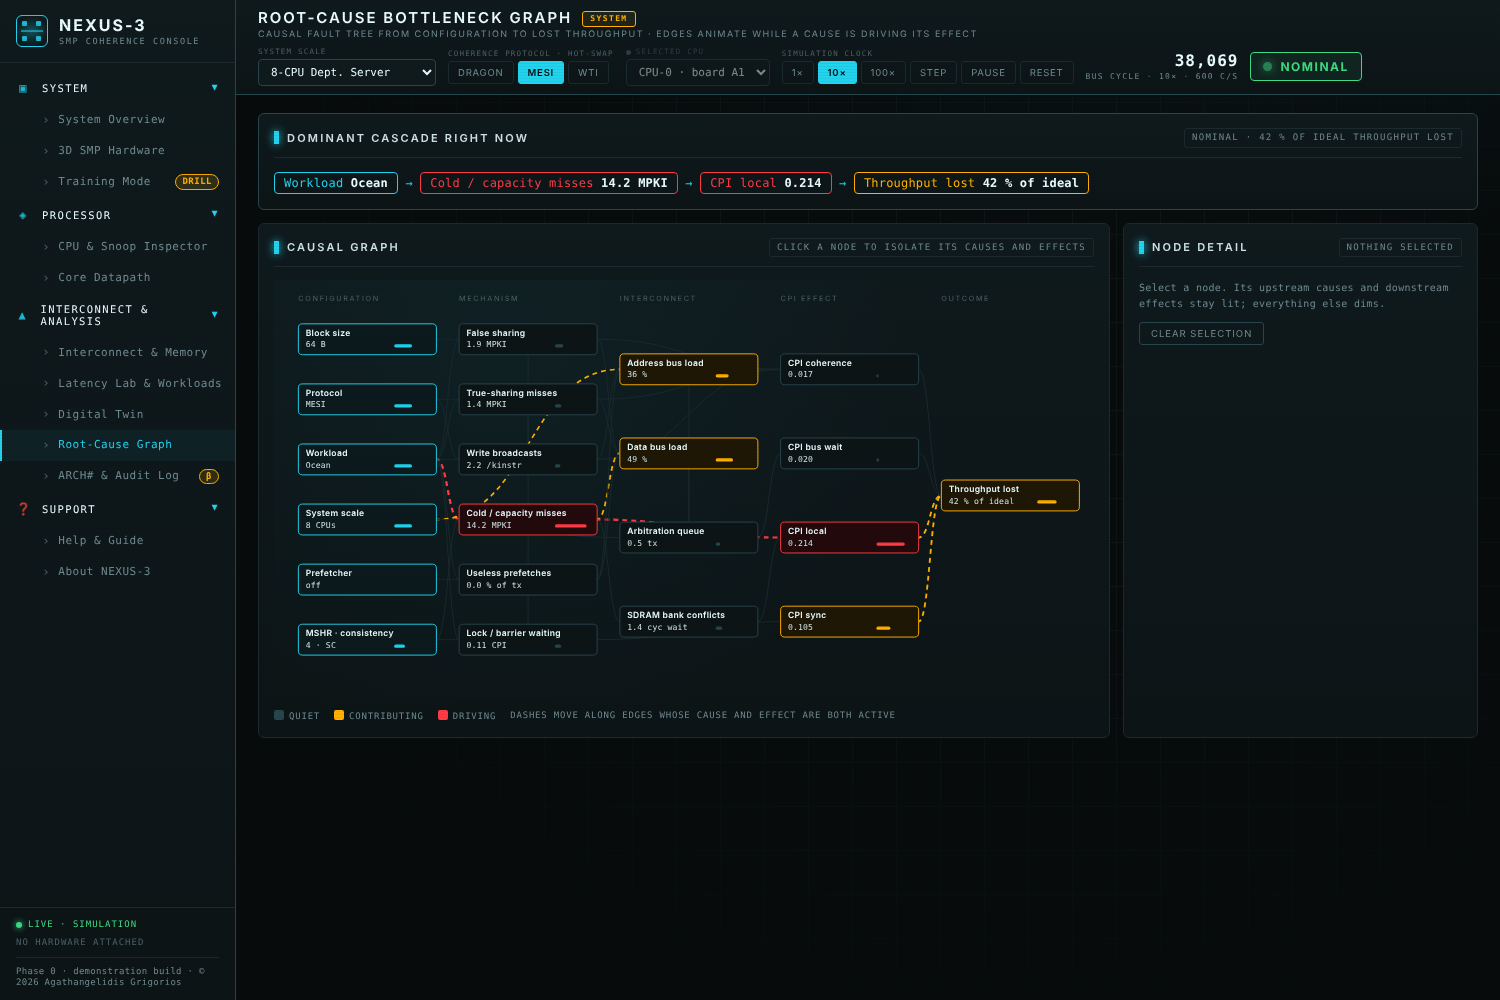 NEXUS-3
SMP COHERENCE CONSOLE
SYSTEM
System Overview
3D SMP Hardware
Training Mode DRILL
PROCESSOR
CPU & Snoop Inspector
Core Datapath
INTERCONNECT &
ANALYSIS
Interconnect & Memory
Latency Lab & Workloads
Digital Twin
Root-Cause Graph
ARCH# & Audit Log β
SUPPORT
Help & Guide
About NEXUS-3
LIVE · SIMULATION
NO HARDWARE ATTACHED
Phase 0 · demonstration build · ©
2026 Agathangelidis Grigorios
ROOT-CAUSE BOTTLENECK GRAPH SYSTEM
CAUSAL FAULT TREE FROM CONFIGURATION TO LOST THROUGHPUT · EDGES ANIMATE WHILE A CAUSE IS DRIVING ITS EFFECT
SYSTEM SCALE
8-CPU Dept. Server
COHERENCE PROTOCOL · HOT-SWAP
DRAGON MESI WTI
SELECTED CPU
CPU-0 · board A1
SIMULATION CLOCK
1× 10× 100× STEP PAUSE RESET
38,069
BUS CYCLE · 10× · 600 C/S
NOMINAL
DOMINANT CASCADE RIGHT NOW
NOMINAL · 42 % OF IDEAL THROUGHPUT LOST
Workload Ocean → Cold / capacity misses 14.2 MPKI → CPI local 0.214 → Throughput lost 42 % of ideal
CAUSAL GRAPH
CLICK A NODE TO ISOLATE ITS CAUSES AND EFFECTS
CONFIGURATION
Block size
64 B
Protocol
MESI
Workload
Ocean
System scale
8 CPUs
Prefetcher
off
MSHR · consistency
4 · SC
MECHANISM
False sharing
1.9 MPKI
True-sharing misses
1.4 MPKI
Write broadcasts
2.2 /kinstr
Cold / capacity misses
14.2 MPKI
Useless prefetches
0.0 % of tx
Lock / barrier waiting
0.11 CPI
INTERCONNECT
Address bus load
36 %
Data bus load
49 %
Arbitration queue
0.5 tx
SDRAM bank conflicts
1.4 cyc wait
CPI EFFECT
CPI coherence
0.017
CPI bus wait
0.020
CPI local
0.214
CPI sync
0.105
OUTCOME
Throughput lost
42 % of ideal
QUIET CONTRIBUTING DRIVING DASHES MOVE ALONG EDGES WHOSE CAUSE AND EFFECT ARE BOTH ACTIVE
NODE DETAIL
NOTHING SELECTED
Select a node. Its upstream causes and downstream
effects stay lit; everything else dims.
CLEAR SELECTION